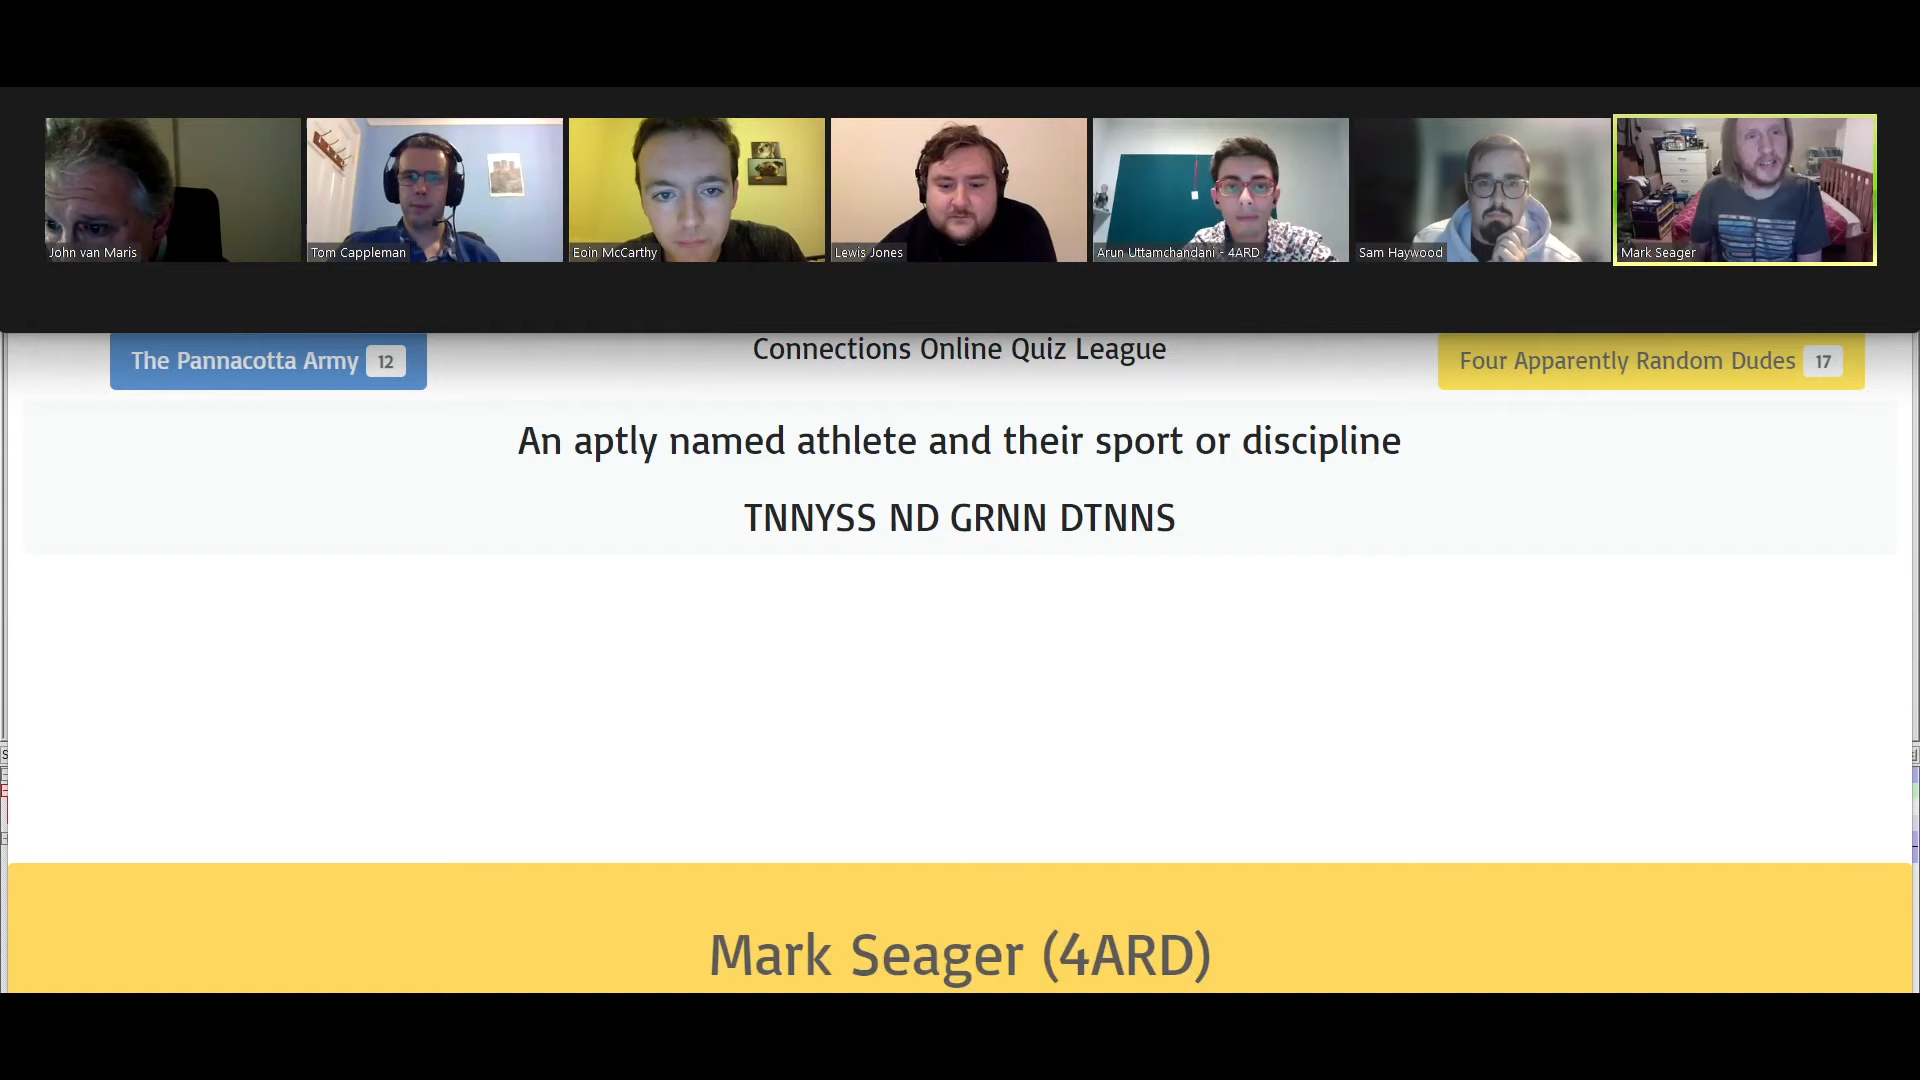 John van Maris
Tom Cappleman
Eoin McCarthy
Lewis Jones
Arun Uttamchandani - 4ARD
Sam Haywood
Mark Seager
The Pannacotta Army 12
Connections Online Quiz League
Four Apparently Random Dudes 17
An aptly named athlete and their sport or discipline
TNNYSS ND GRNN DTNNS
Mark Seager (4ARD)